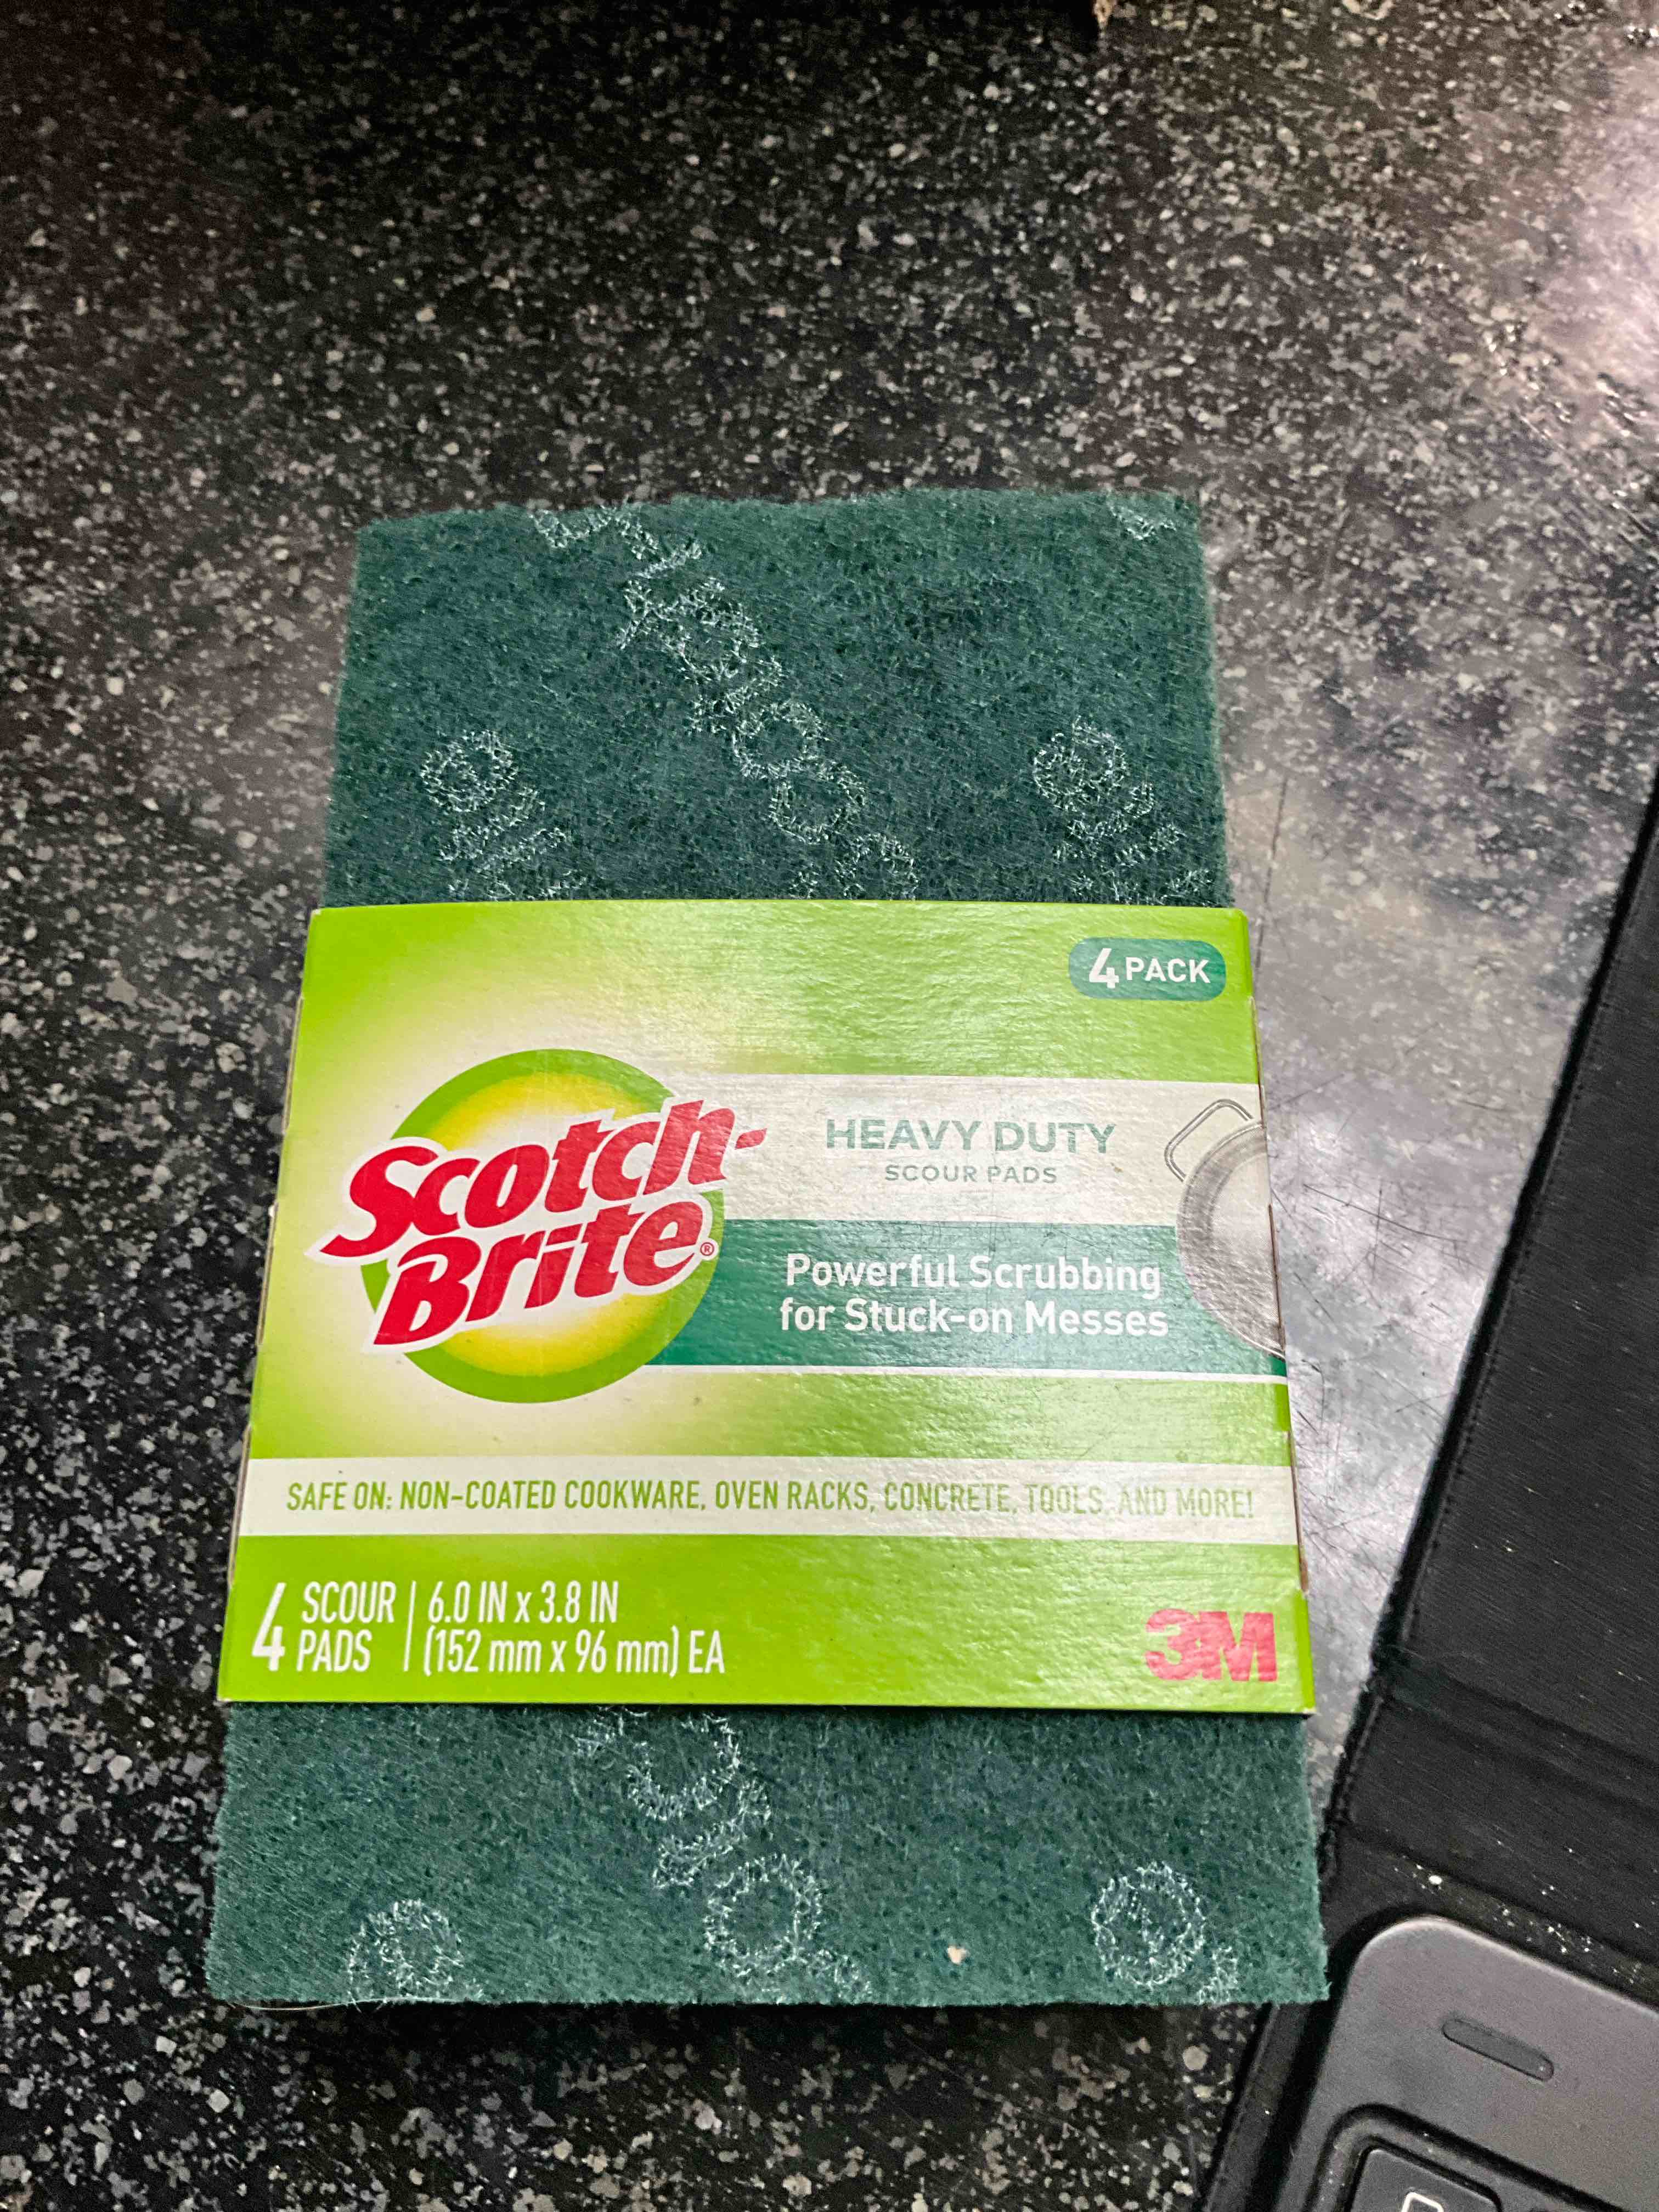 4 PACK
Scotch-
Brite®
HEAVY DUTY
SCOUR PADS
Powerful Scrubbing
for Stuck-on Messes
SAFE ON: NON-COATED COOKWARE, OVEN RACKS, CONCRETE, TOOLS, AND MORE!
4 SCOUR PADS
6.0 IN x 3.8 IN
(152 mm x 96 mm) EA
3M